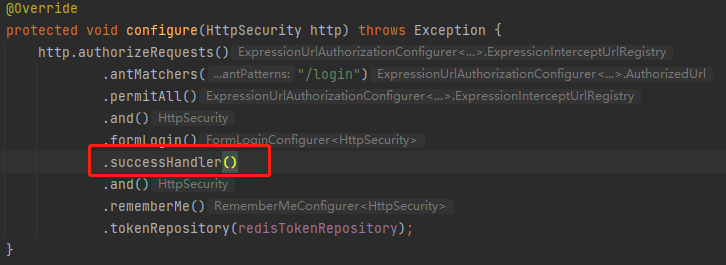 @Override
protected void configure(HttpSecurity http) throws Exception {
http.authorizeRequests() ExpressionUrlAuthorizationConfigurer<...>.ExpressionInterceptUrlRegistry
.antMatchers( ...antPatterns: "/login") ExpressionUrlAuthorizationConfigurer<...>.AuthorizedUrl
.permitAll() ExpressionUrlAuthorizationConfigurer<...>.ExpressionInterceptUrlRegistry
.and() HttpSecurity
.formLogin() FormLoginConfigurer<HttpSecurity>
.successHandler()
.and() HttpSecurity
.rememberMe() RememberMeConfigurer<HttpSecurity>
.tokenRepository(redisTokenRepository);
}